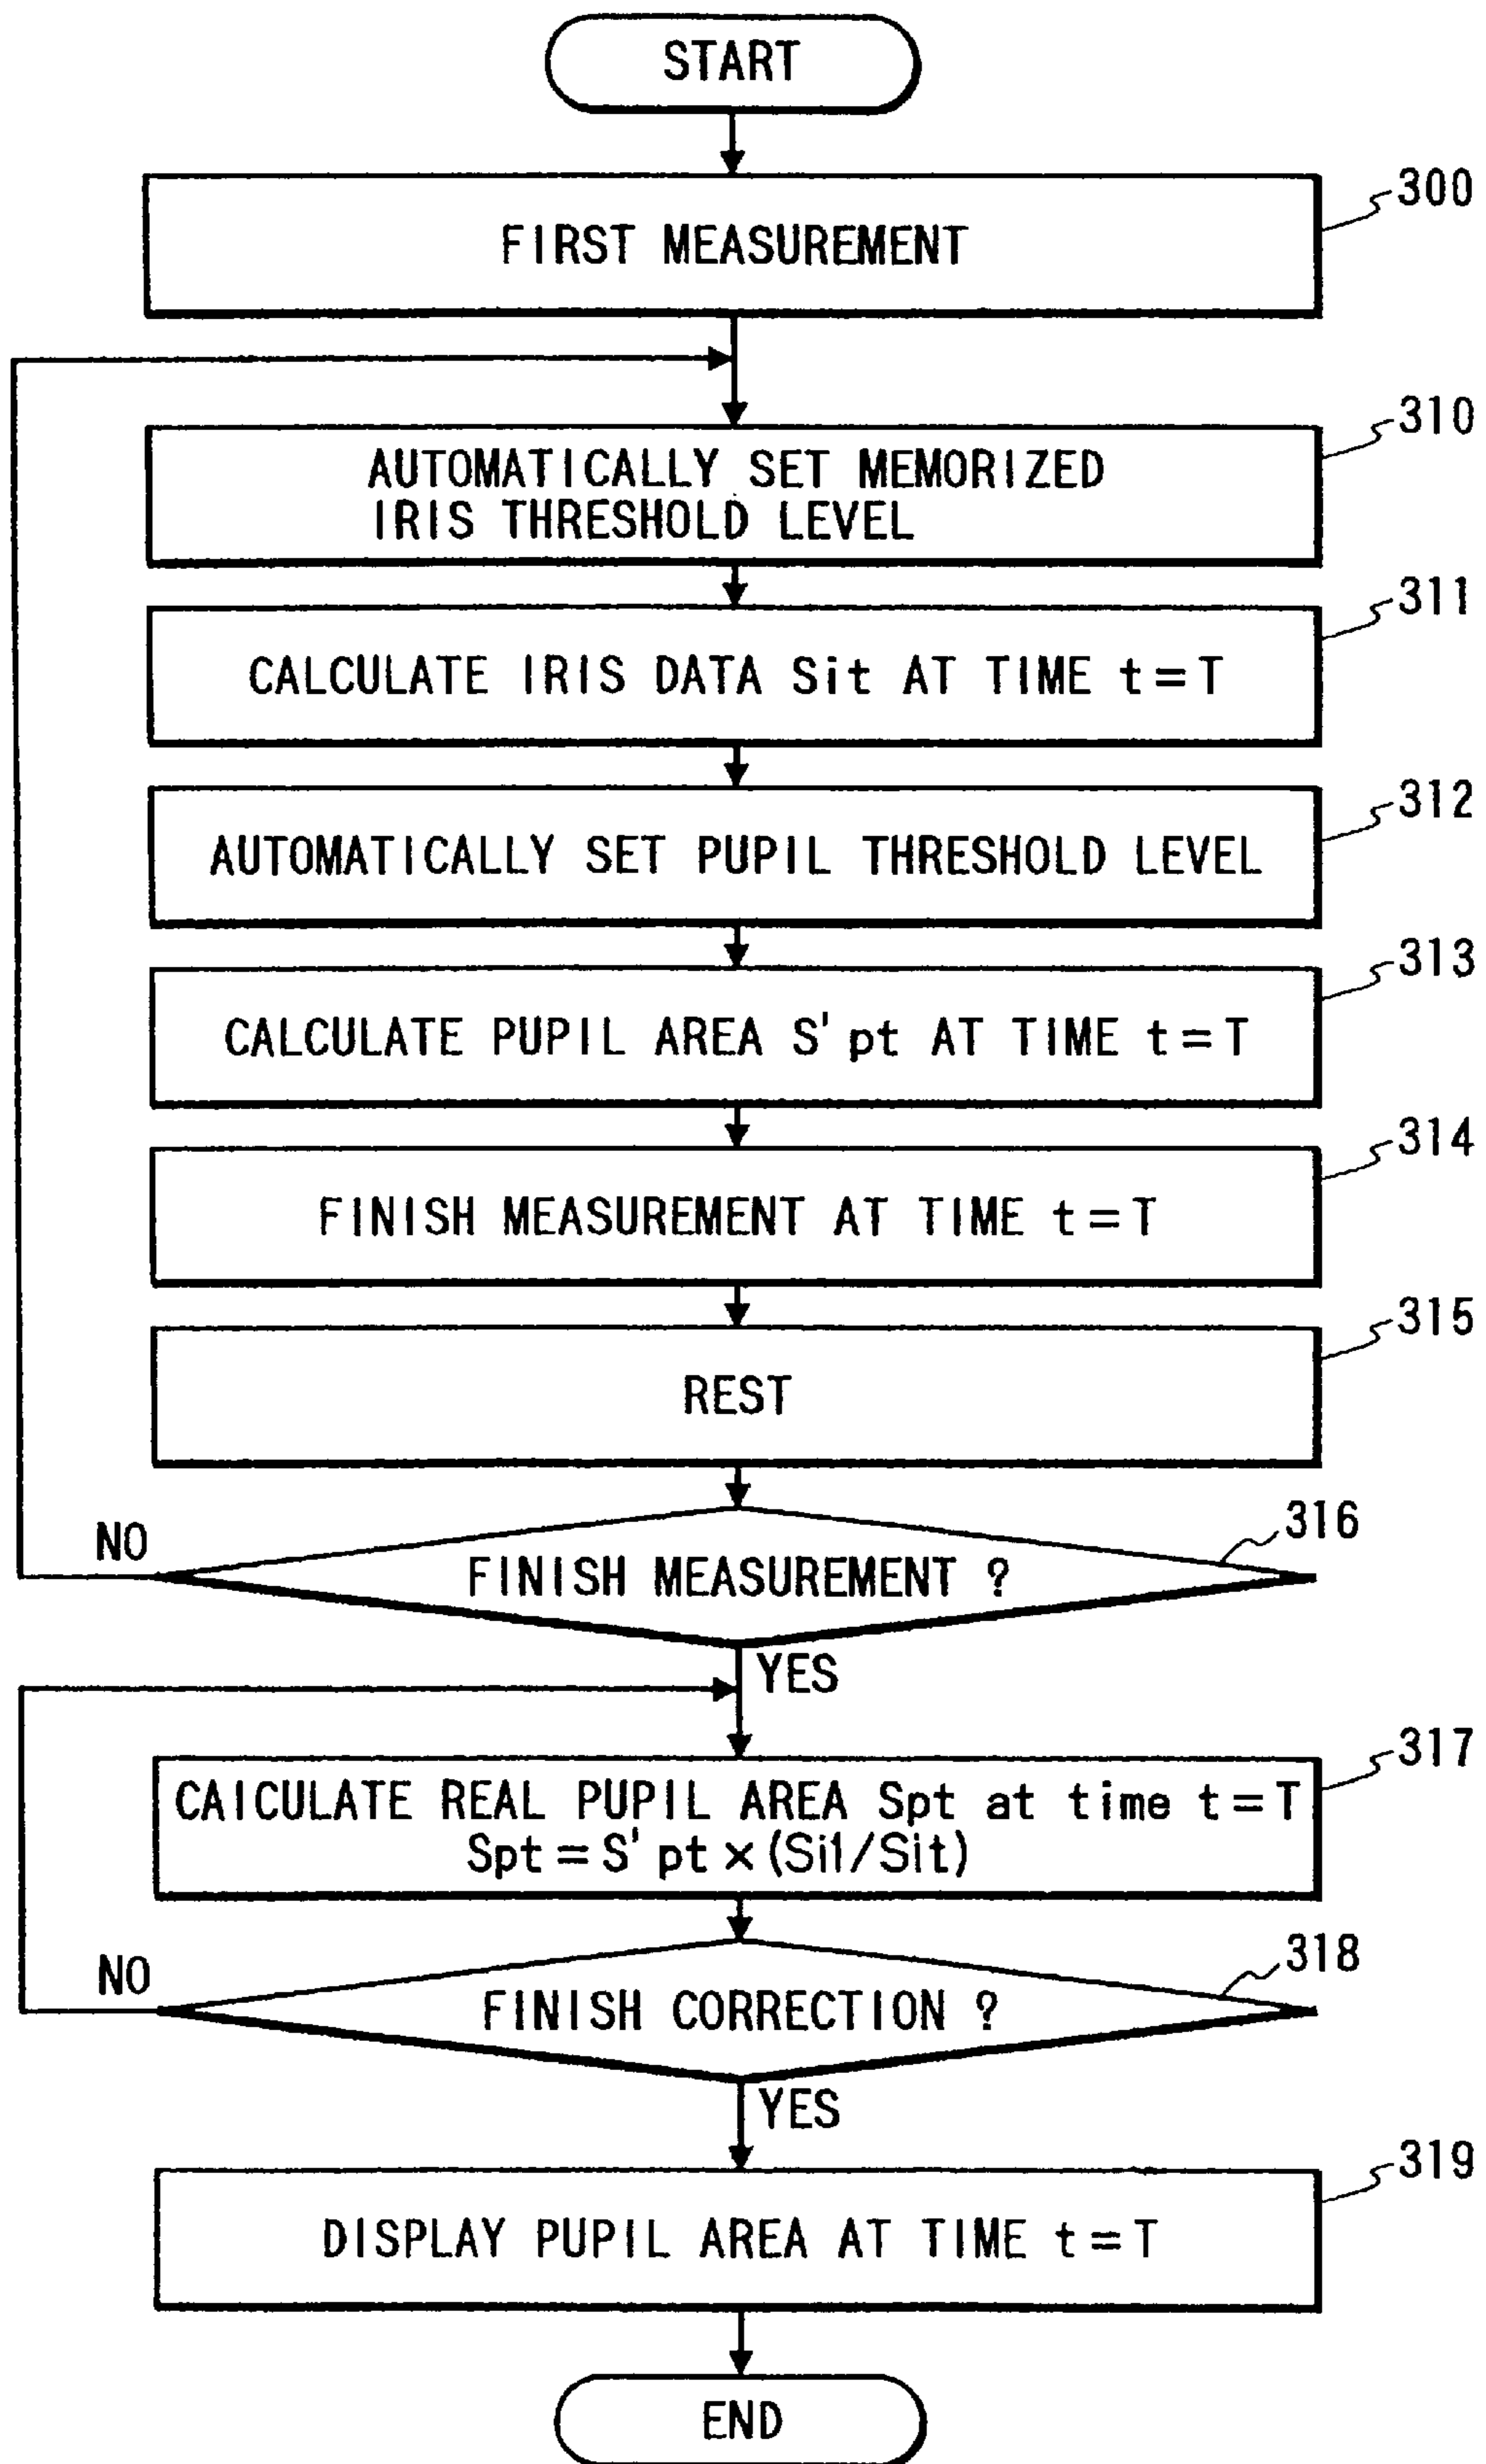 START
FIRST MEASUREMENT
300
AUTOMATICALLY SET MEMORIZED
IRIS THRESHOLD LEVEL
310
CALCULATE IRIS DATA Sit AT TIME t=T
311
AUTOMATICALLY SET PUPIL THRESHOLD LEVEL
312
CALCULATE PUPIL AREA S'pt AT TIME t=T
313
FINISH MEASUREMENT AT TIME t=T
314
REST
315
FINISH MEASUREMENT ?
316
NO
YES
CAICULATE REAL PUPIL AREA Spt at time t=T
Spt=S'pt×(Si1/Sit)
317
FINISH CORRECTION ?
318
NO
YES
DISPLAY PUPIL AREA AT TIME t=T
319
END